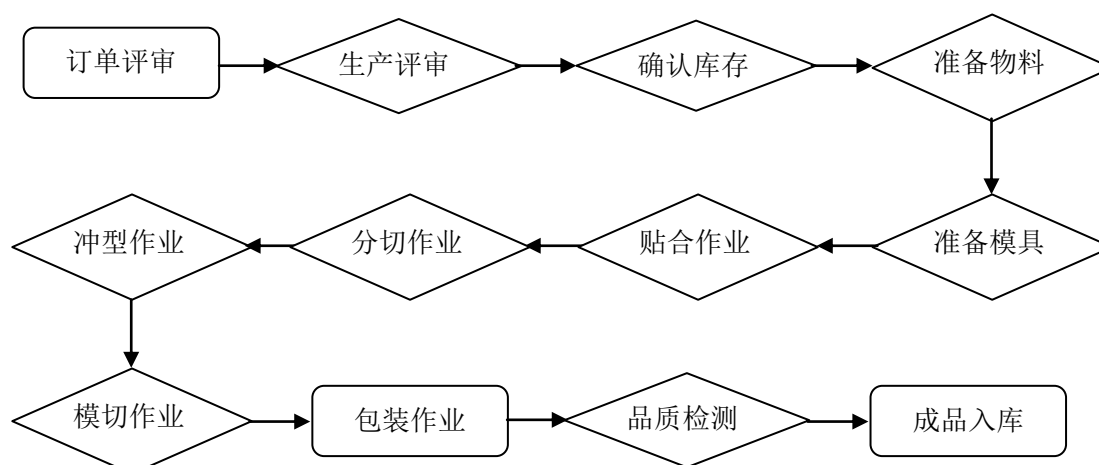 订单评审
生产评审
确认库存
准备物料
冲型作业
分切作业
贴合作业
准备模具
模切作业
包装作业
品质检测
成品入库